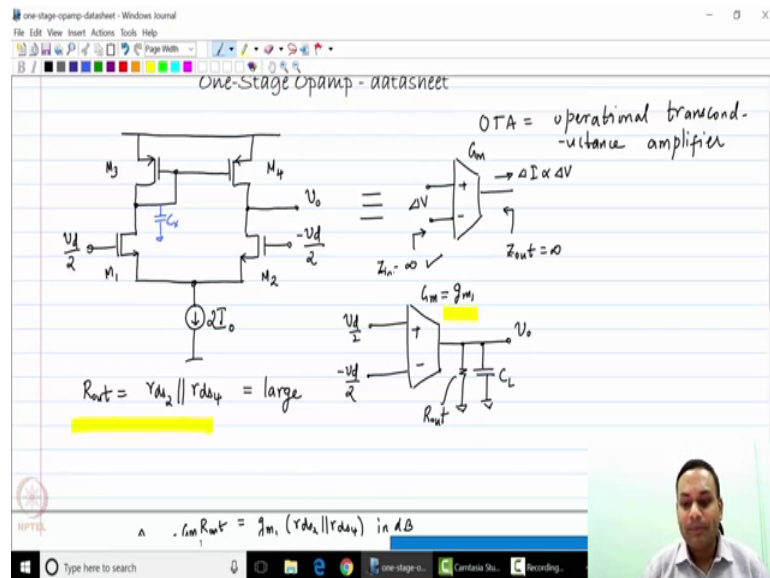 one-stage-opamp-datasheet - Windows Journal
File Edit View Insert Actions Tools Help
Page Width
One-Stage Opamp - datasheet
OTA = operational transcond-
-uctance amplifier
M3
M4
Cx
Vo
Vd/2
-Vd/2
M1
M2
2I0
≡
Gm
+
-
ΔV
→ ΔI ∝ ΔV
Zin = ∞ ✓
Zout = ∞
Gm = gm1
Vd/2
-Vd/2
+
-
Vo
CL
Rout
Rout = rds2 || rds4 = large
NPTEL
GmRout = gm1 (rds2 || rds4) in dB
Type here to search
one-stage-o...
Camtasia Stu...
Recording...